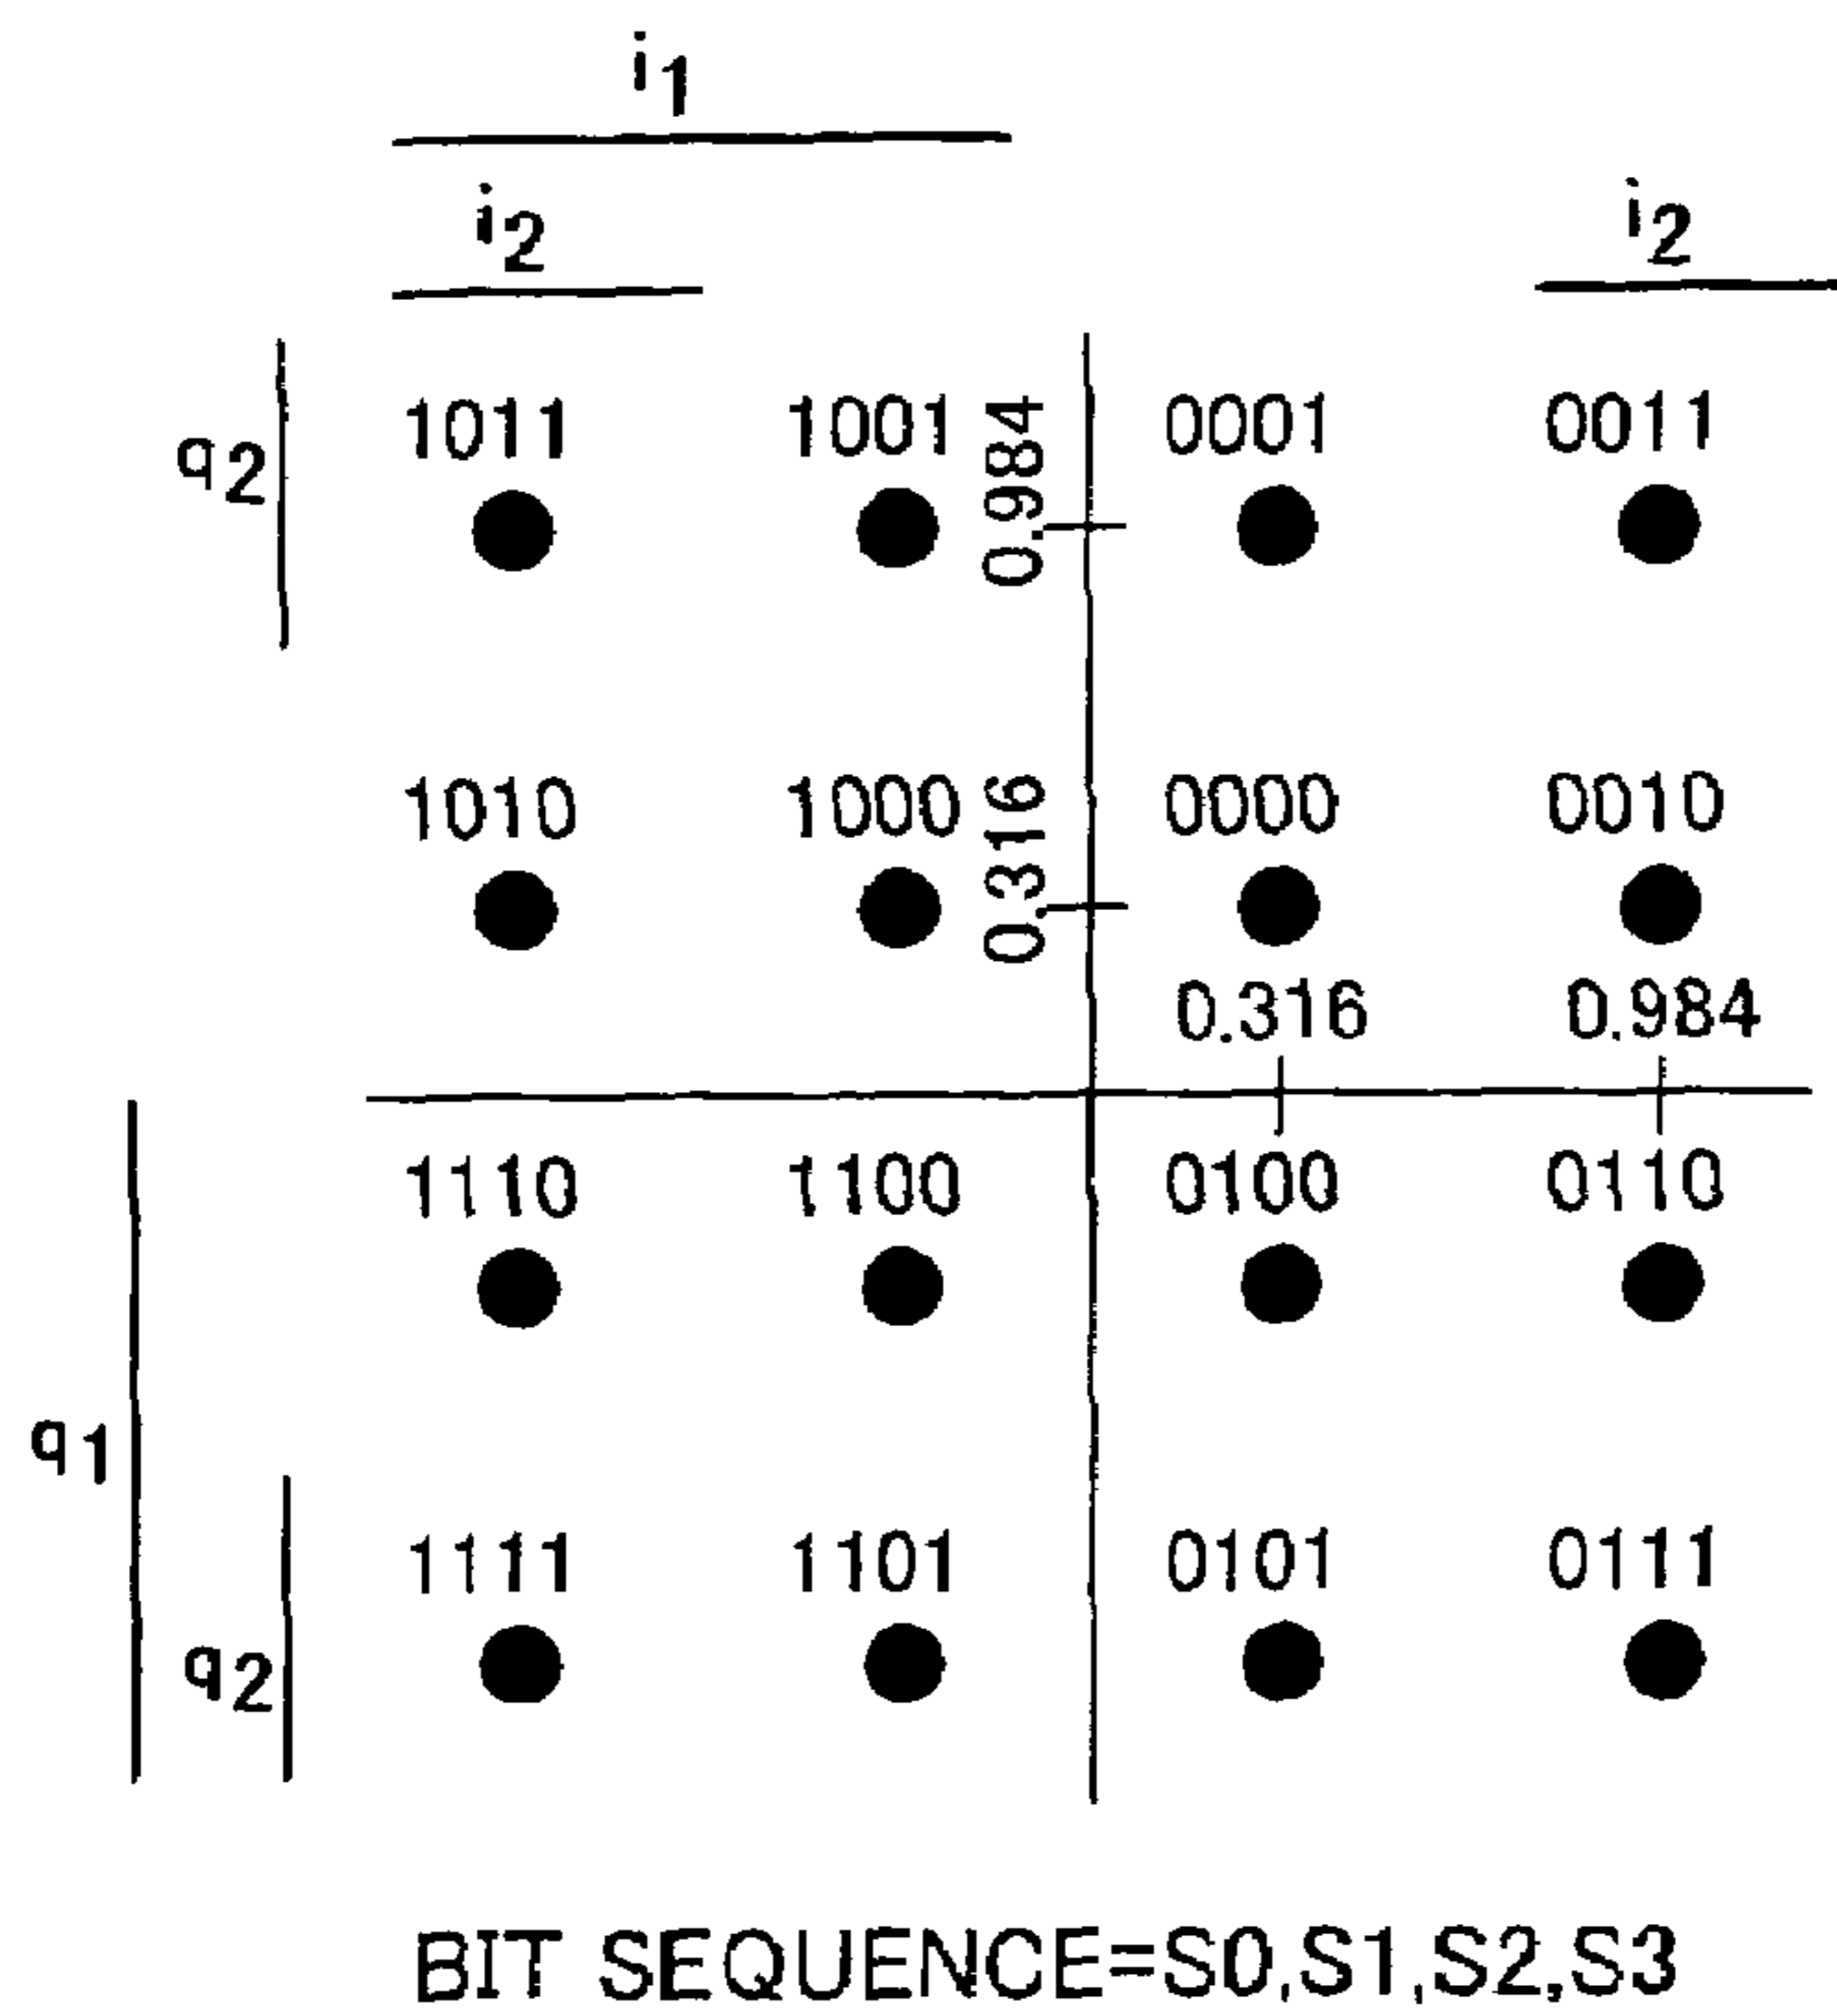 i1
i2 i2
q2
1011 1001 0.984 0001 0011
1010 1000 0.316 0000 0010
0.316 0.984
1110 1100 0100 0110
q1
1111 1101 0101 0111
q2
BIT SEQUENCE=S0,S1,S2,S3